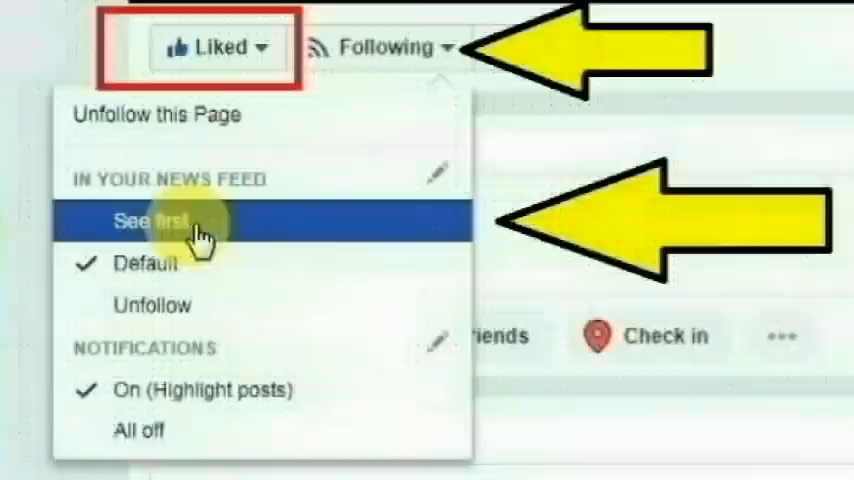 Liked Following
Unfollow this Page
IN YOUR NEWS FEED
See first
Default
Unfollow
NOTIFICATIONS
riends Check in
On (Highlight posts)
All off